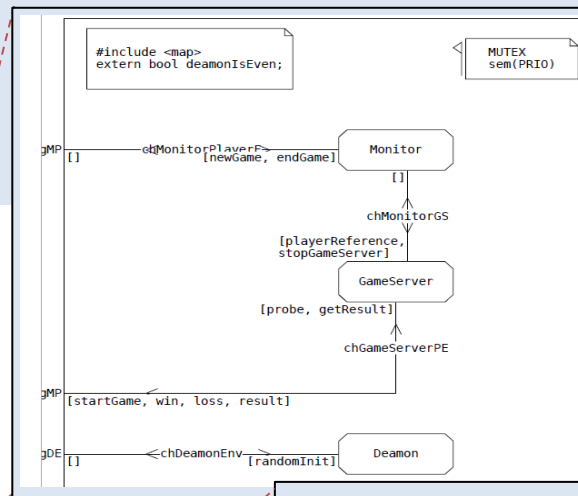 #include <map>
extern bool deamonIsEven;
MUTEX
sem(PRIO)
gMP
chMonitorPlayerE
Monitor
[]
[newGame, endGame]
[]
chMonitorGS
[playerReference,
stopGameServer]
GameServer
[probe, getResult]
chGameServerPE
gMP
[startGame, win, loss, result]
gDE
chDeamonEnv
Deamon
[]
[randomInit]